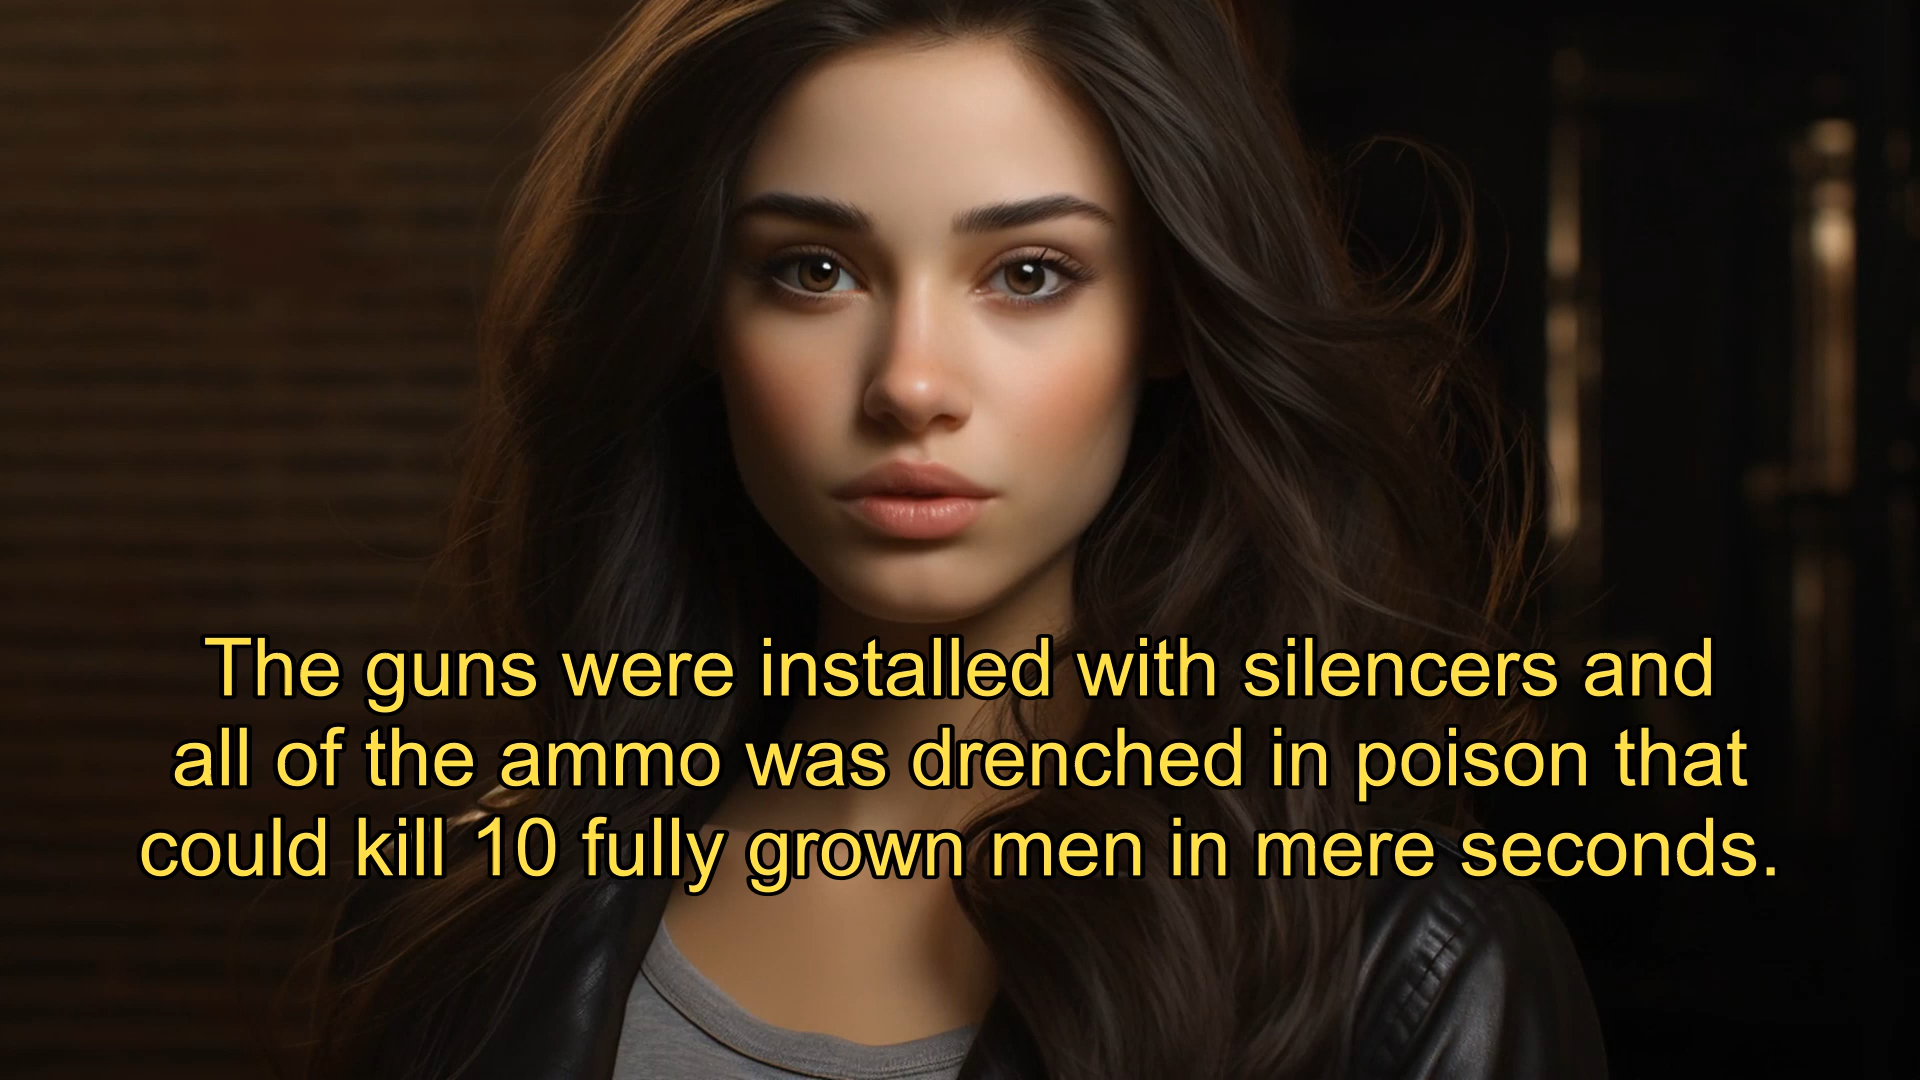 The guns were installed with silencers and
all of the ammo was drenched in poison that
could kill 10 fully grown men in mere seconds.